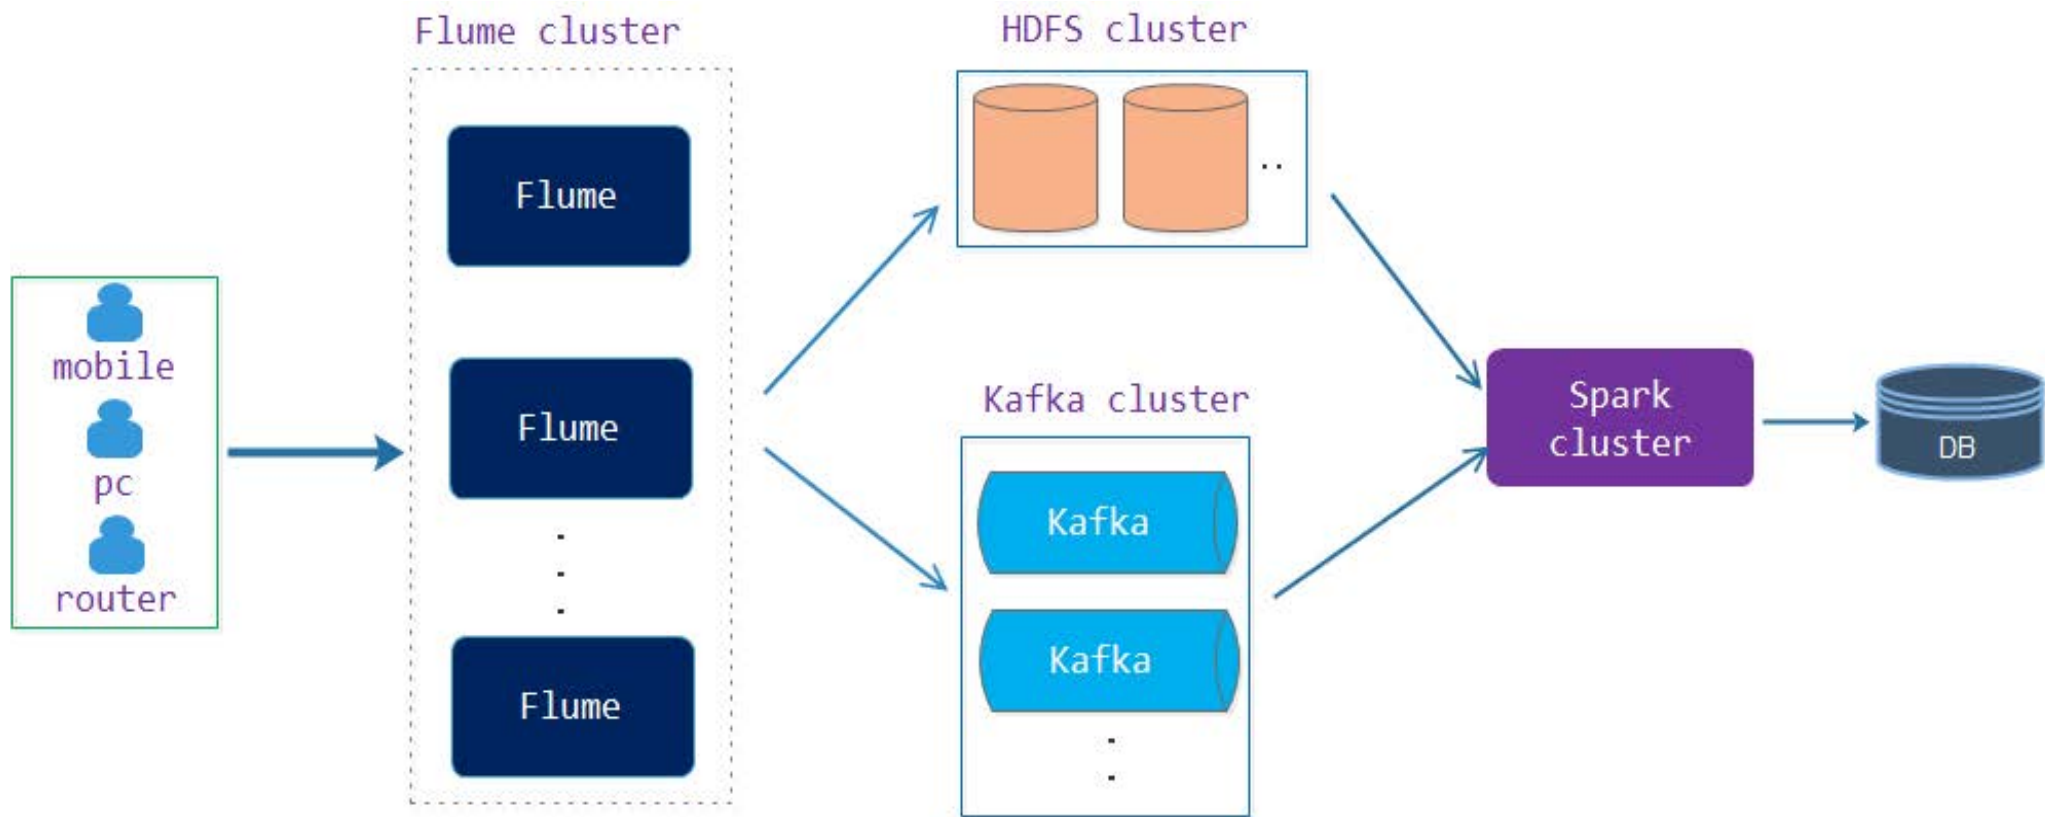 Flume cluster
HDFS cluster
Flume
mobile
pc
router
Flume
Flume
Kafka cluster
Kafka
Kafka
Spark
cluster
DB